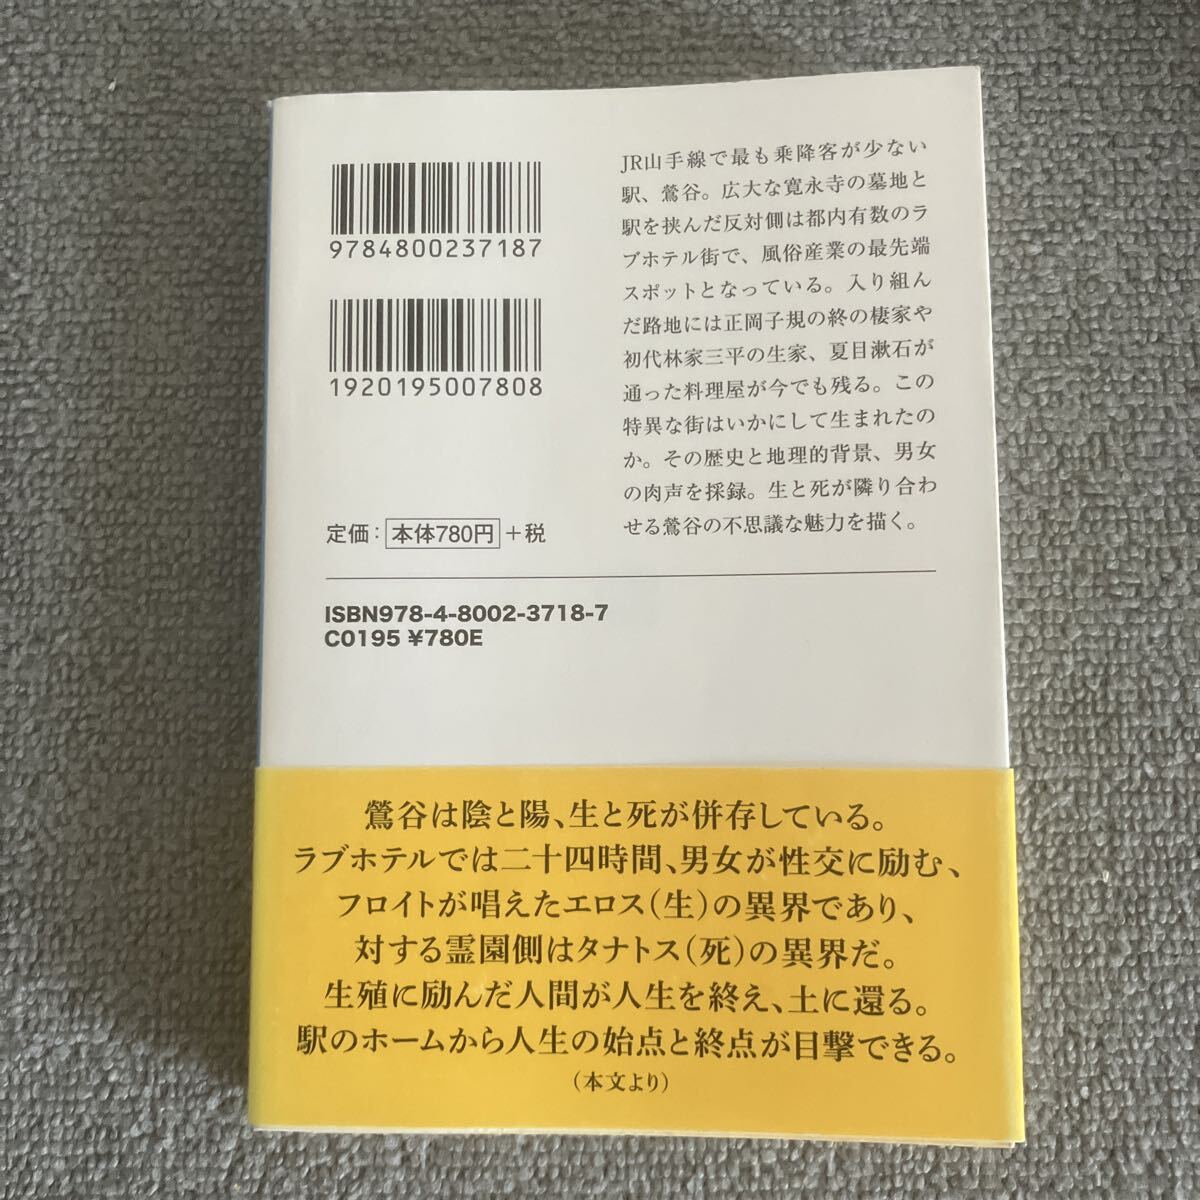 9784800237187
1920195007808
定価：本体780円＋税
JR山手線で最も乗降客が少ない
駅、鶯谷。広大な寛永寺の墓地と
駅を挟んだ反対側は都内有数のラ
ブホテル街で、風俗産業の最先端
スポットとなっている。入り組ん
だ路地には正岡子規の終の棲家や
初代林家三平の生家、夏目漱石が
通った料理屋が今でも残る。この
特異な街はいかにして生まれたの
か。その歴史と地理的背景、男女
の肉声を採録。生と死が隣り合わ
せる鶯谷の不思議な魅力を描く。
ISBN978-4-8002-3718-7
C0195 ¥780E
鶯谷は陰と陽、生と死が併存している。
ラブホテルでは二十四時間、男女が性交に励む、
フロイトが唱えたエロス（生）の異界であり、
対する霊園側はタナトス（死）の異界だ。
生殖に励んだ人間が人生を終え、土に還る。
駅のホームから人生の始点と終点が目撃できる。
（本文より）